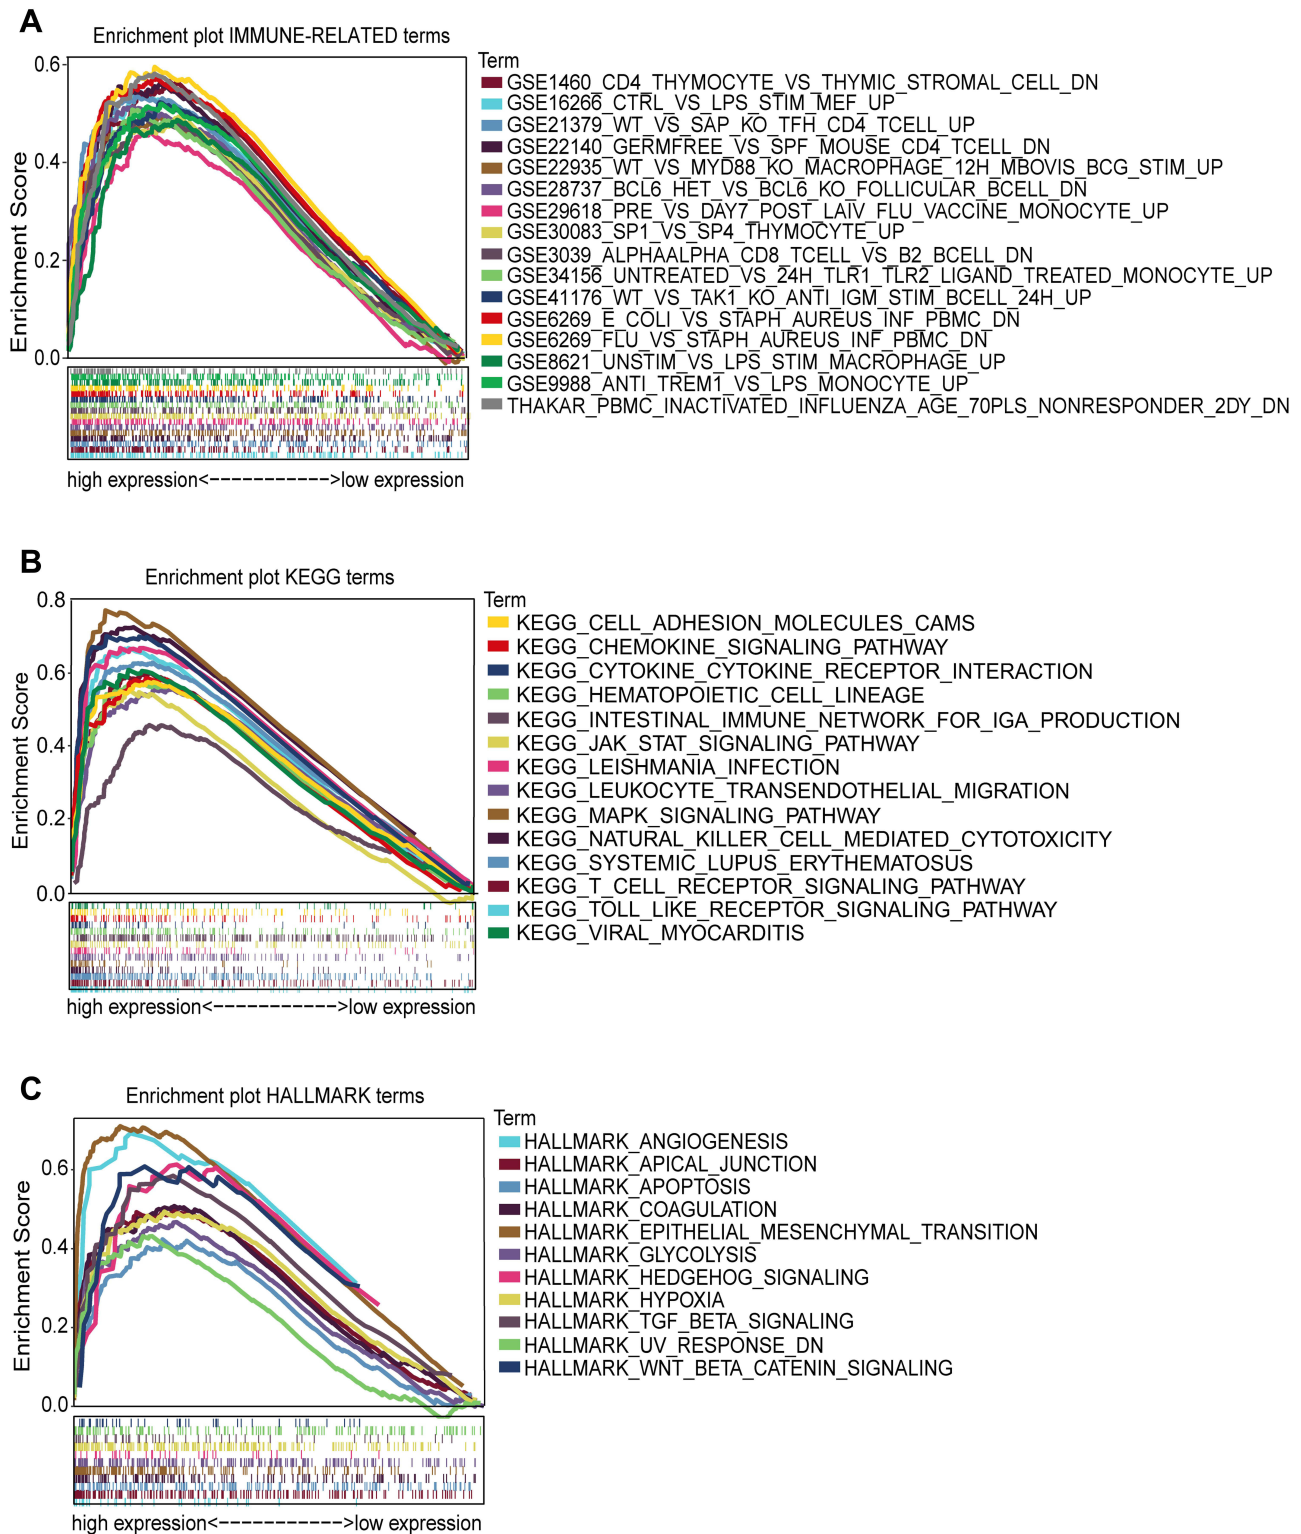 A
Enrichment plot IMMUNE-RELATED terms
Enrichment Score
0.6
0.4
0.2
0.0
high expression<------------>low expression
Term
GSE1460_CD4_THYMOCYTE_VS_THYMIC_STROMAL_CELL_DN
GSE16266_CTRL_VS_LPS_STIM_MEF_UP
GSE21379_WT_VS_SAP_KO_TFH_CD4_TCELL_UP
GSE22140_GERMFREE_VS_SPF_MOUSE_CD4_TCELL_DN
GSE22935_WT_VS_MYD88_KO_MACROPHAGE_12H_MBOVIS_BCG_STIM_UP
GSE28737_BCL6_HET_VS_BCL6_KO_FOLLICULAR_BCELL_DN
GSE29618_PRE_VS_DAY7_POST_LAIV_FLU_VACCINE_MONOCYTE_UP
GSE30083_SP1_VS_SP4_THYMOCYTE_UP
GSE3039_ALPHAALPHA_CD8_TCELL_VS_B2_BCELL_DN
GSE34156_UNTREATED_VS_24H_TLR1_TLR2_LIGAND_TREATED_MONOCYTE_UP
GSE41176_WT_VS_TAK1_KO_ANTI_IGM_STIM_BCELL_24H_UP
GSE6269_E_COLI_VS_STAPH_AUREUS_INF_PBMC_DN
GSE6269_FLU_VS_STAPH_AUREUS_INF_PBMC_DN
GSE8621_UNSTIM_VS_LPS_STIM_MACROPHAGE_UP
GSE9988_ANTI_TREM1_VS_LPS_MONOCYTE_UP
THAKAR_PBMC_INACTIVATED_INFLUENZA_AGE_70PLS_NONRESPONDER_2DY_DN
B
Enrichment plot KEGG terms
Enrichment Score
0.8
0.6
0.4
0.2
0.0
high expression<------------>low expression
Term
KEGG_CELL_ADHESION_MOLECULES_CAMS
KEGG_CHEMOKINE_SIGNALING_PATHWAY
KEGG_CYTOKINE_CYTOKINE_RECEPTOR_INTERACTION
KEGG_HEMATOPOIETIC_CELL_LINEAGE
KEGG_INTESTINAL_IMMUNE_NETWORK_FOR_IGA_PRODUCTION
KEGG_JAK_STAT_SIGNALING_PATHWAY
KEGG_LEISHMANIA_INFECTION
KEGG_LEUKOCYTE_TRANSENDOTHELIAL_MIGRATION
KEGG_MAPK_SIGNALING_PATHWAY
KEGG_NATURAL_KILLER_CELL_MEDIATED_CYTOTOXICITY
KEGG_SYSTEMIC_LUPUS_ERYTHEMATOSUS
KEGG_T_CELL_RECEPTOR_SIGNALING_PATHWAY
KEGG_TOLL_LIKE_RECEPTOR_SIGNALING_PATHWAY
KEGG_VIRAL_MYOCARDITIS
C
Enrichment plot HALLMARK terms
Enrichment Score
0.6
0.4
0.2
0.0
high expression<------------>low expression
Term
HALLMARK_ANGIOGENESIS
HALLMARK_APICAL_JUNCTION
HALLMARK_APOPTOSIS
HALLMARK_COAGULATION
HALLMARK_EPITHELIAL_MESENCHYMAL_TRANSITION
HALLMARK_GLYCOLYSIS
HALLMARK_HEDGEHOG_SIGNALING
HALLMARK_HYPOXIA
HALLMARK_TGF_BETA_SIGNALING
HALLMARK_UV_RESPONSE_DN
HALLMARK_WNT_BETA_CATENIN_SIGNALING